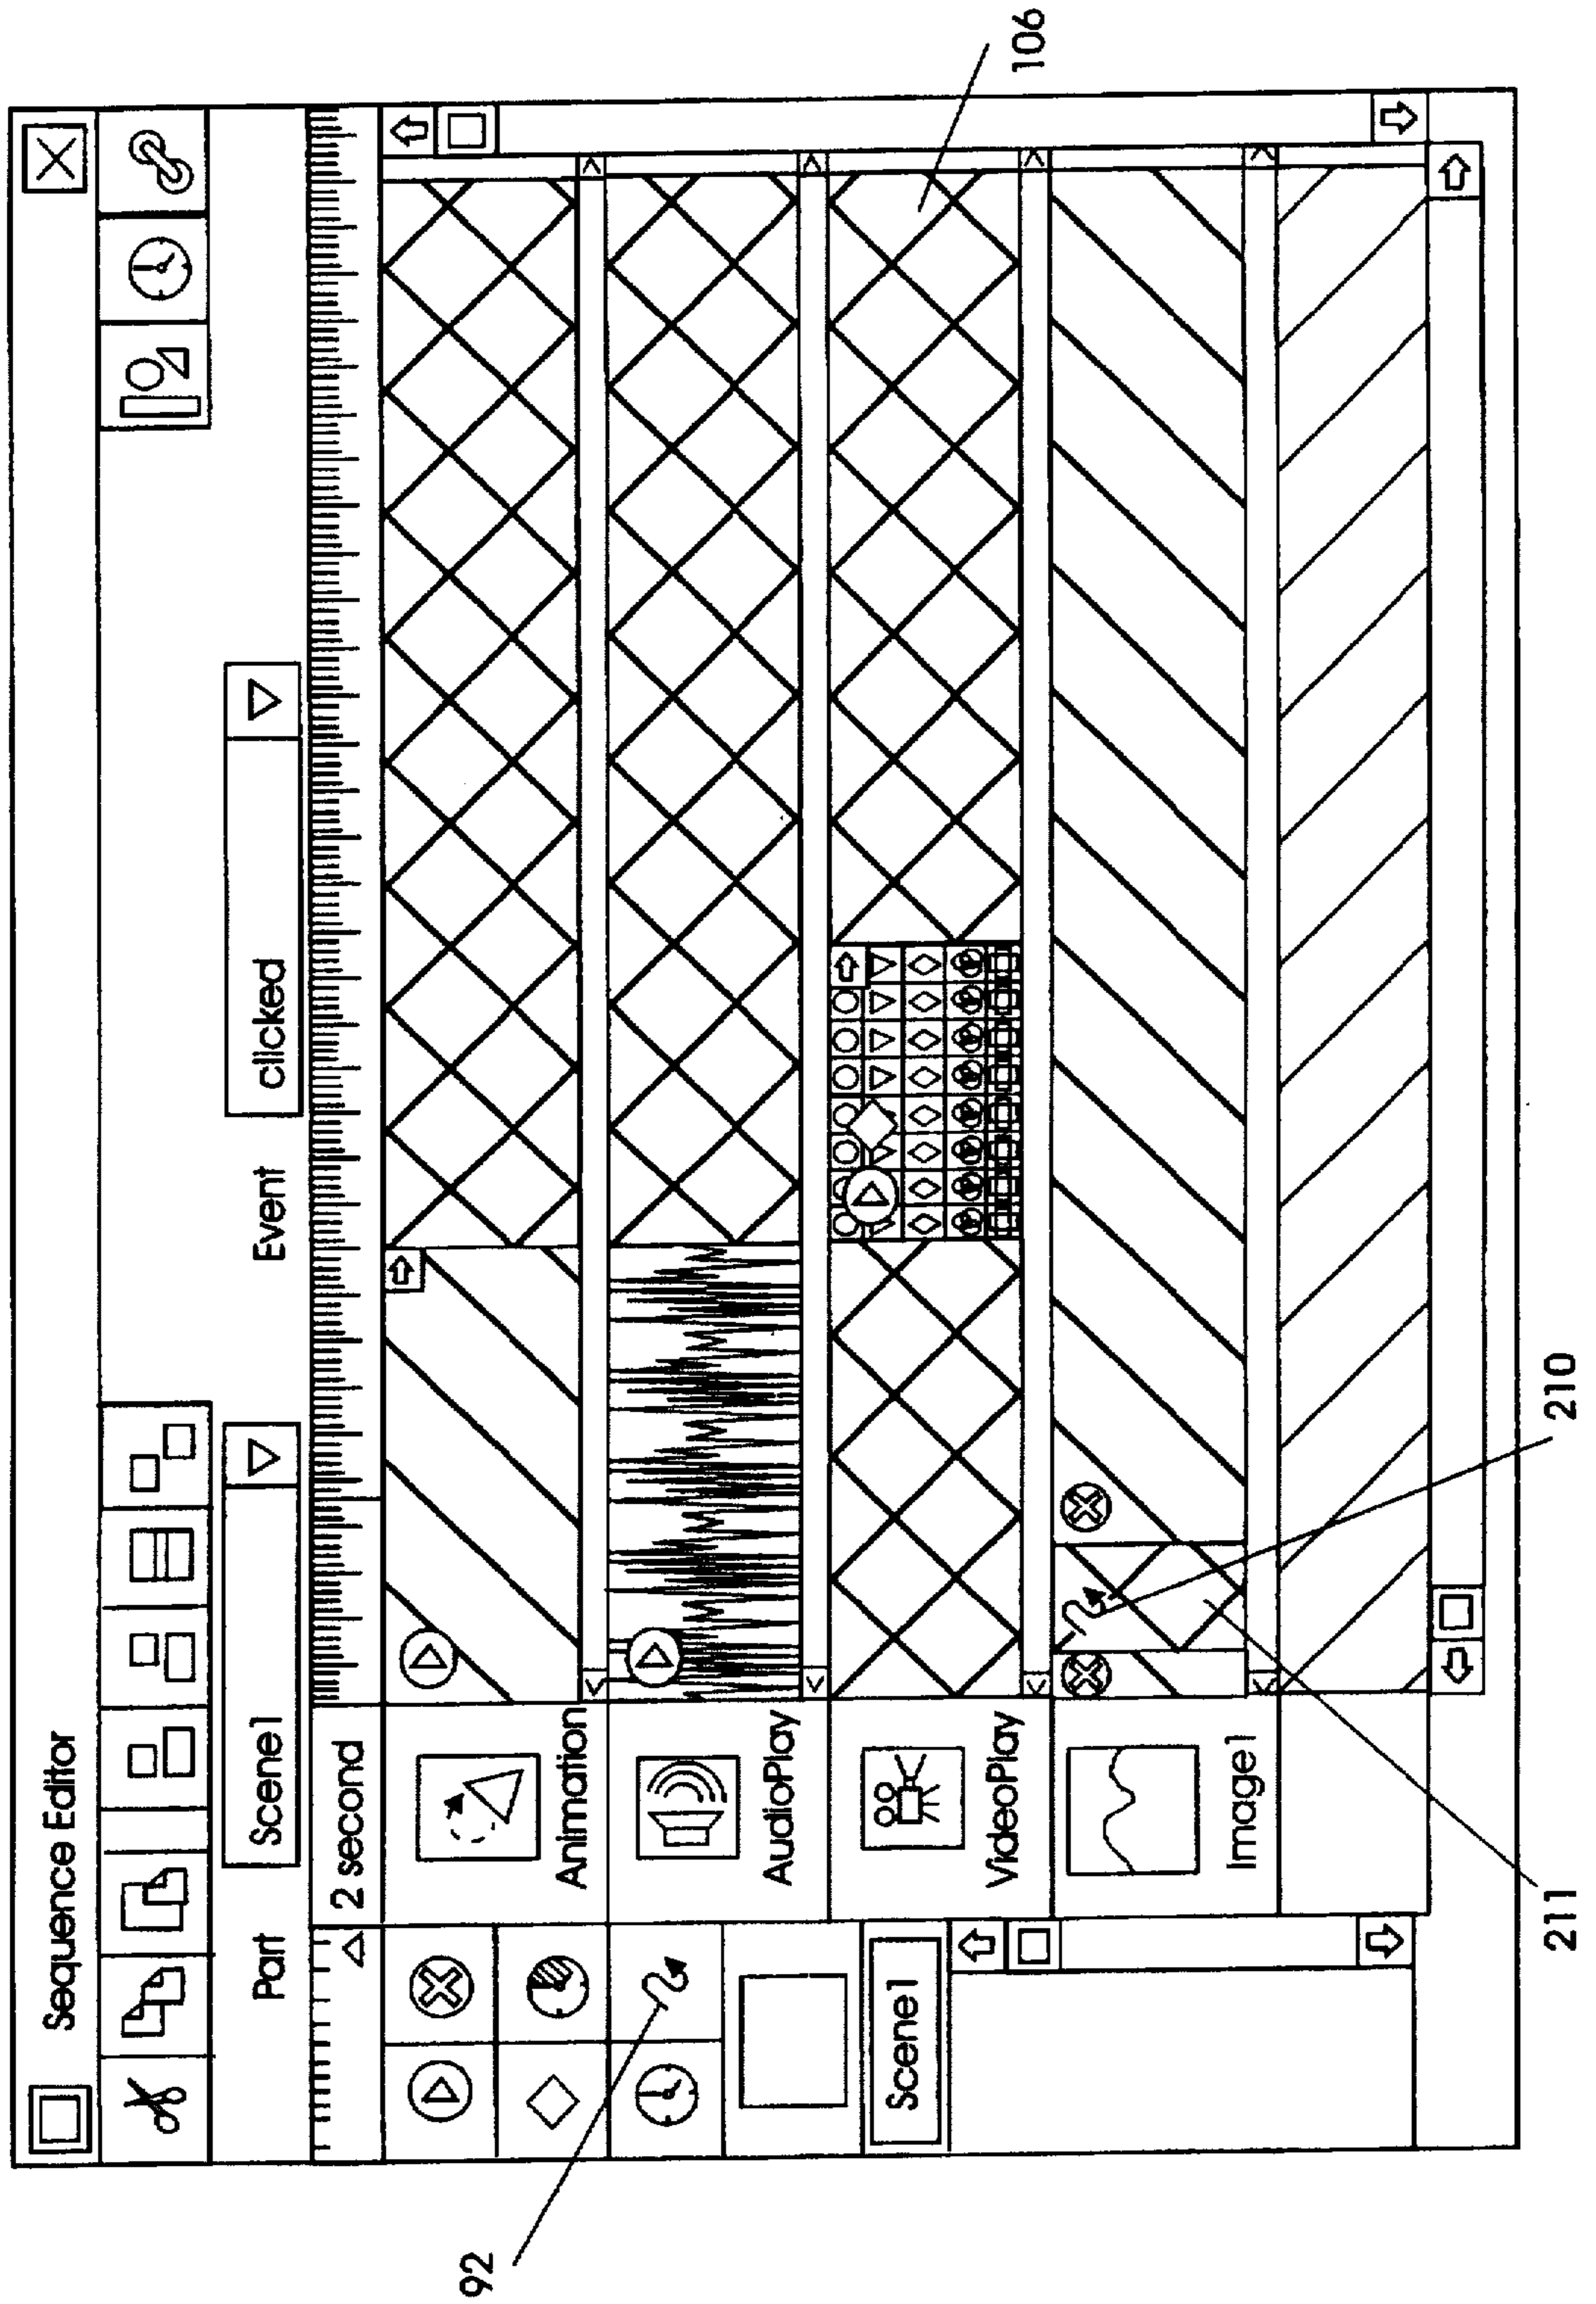 Sequence Editor
Part Scene1 Event clicked
2 second
Animation
AudioPlay
VideoPlay
Scene1
Image1
92
106
210
211